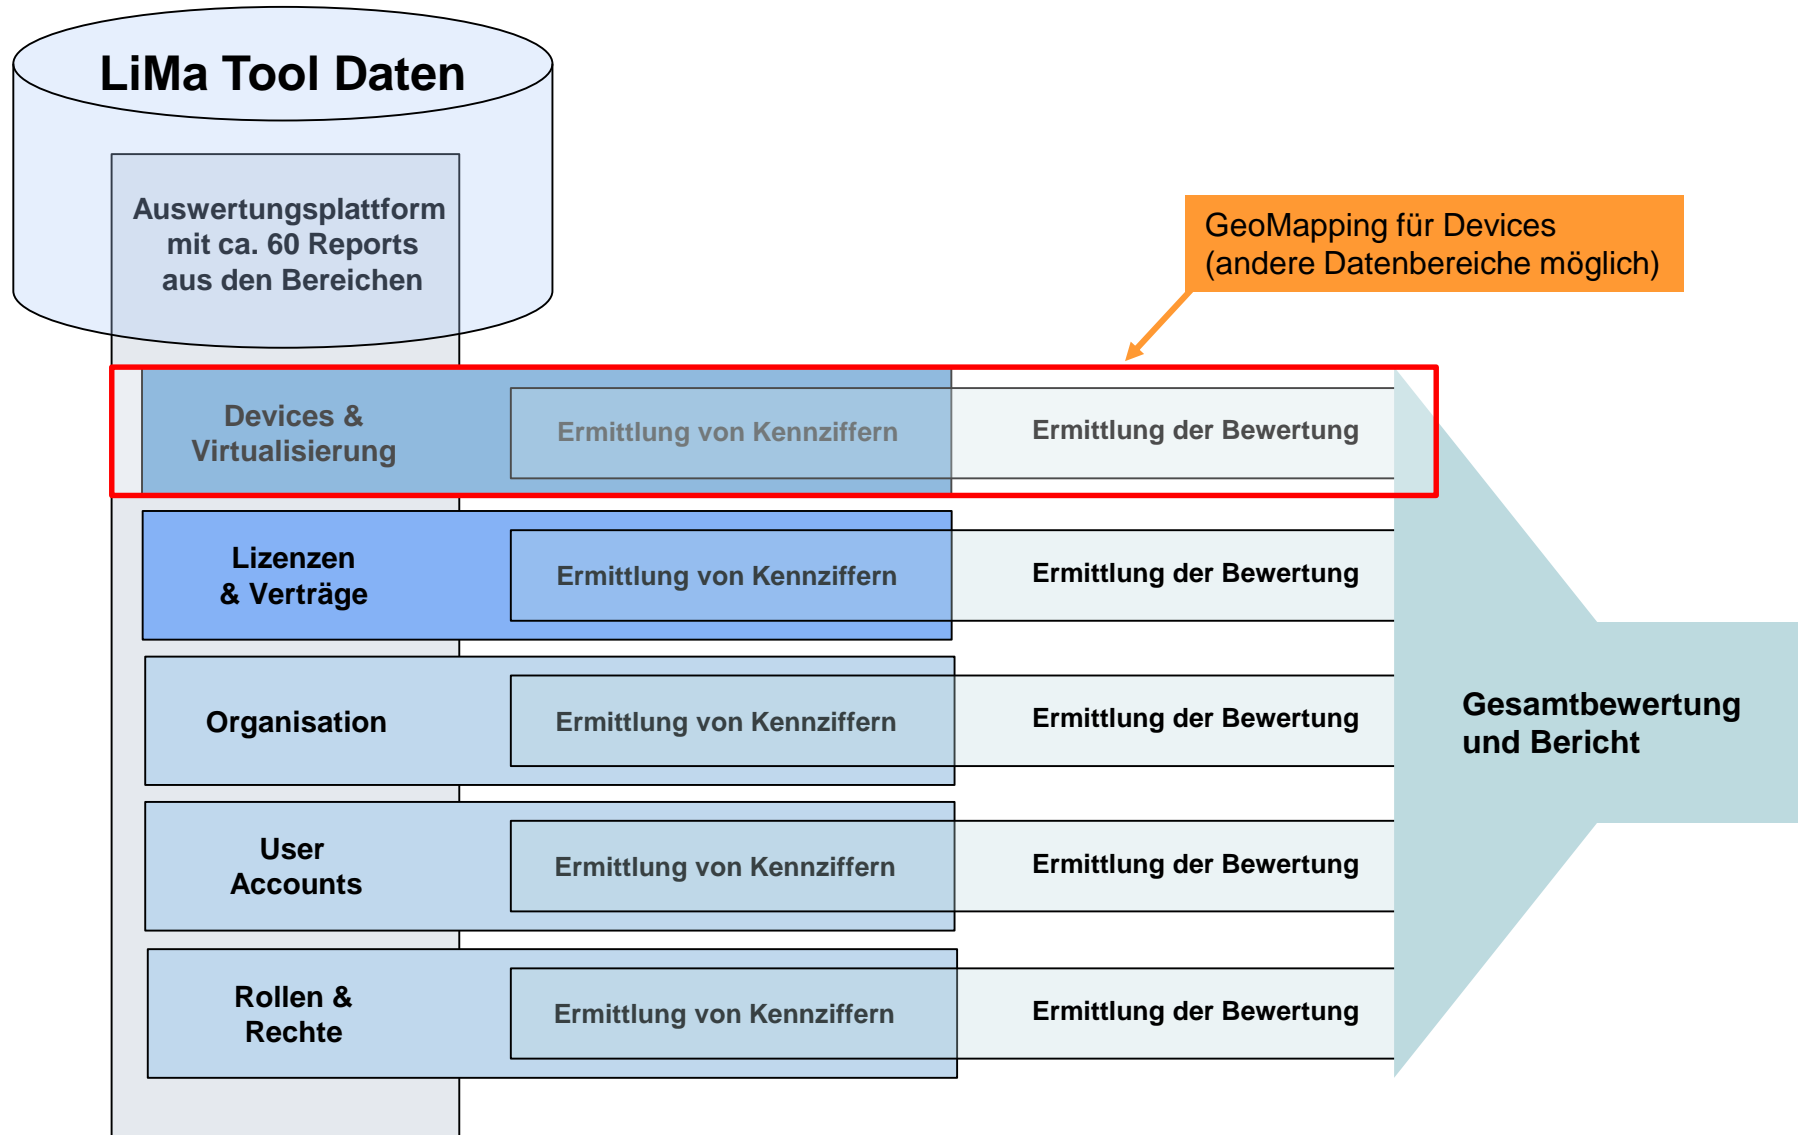 LiMa Tool Daten
Auswertungsplattform
mit ca. 60 Reports
aus den Bereichen
GeoMapping für Devices
(andere Datenbereiche möglich)
Devices &
Virtualisierung
Ermittlung von Kennziffern
Ermittlung der Bewertung
Lizenzen
& Verträge
Ermittlung von Kennziffern
Ermittlung der Bewertung
Organisation
Ermittlung von Kennziffern
Ermittlung der Bewertung
Gesamtbewertung
und Bericht
User
Accounts
Ermittlung von Kennziffern
Ermittlung der Bewertung
Rollen &
Rechte
Ermittlung von Kennziffern
Ermittlung der Bewertung